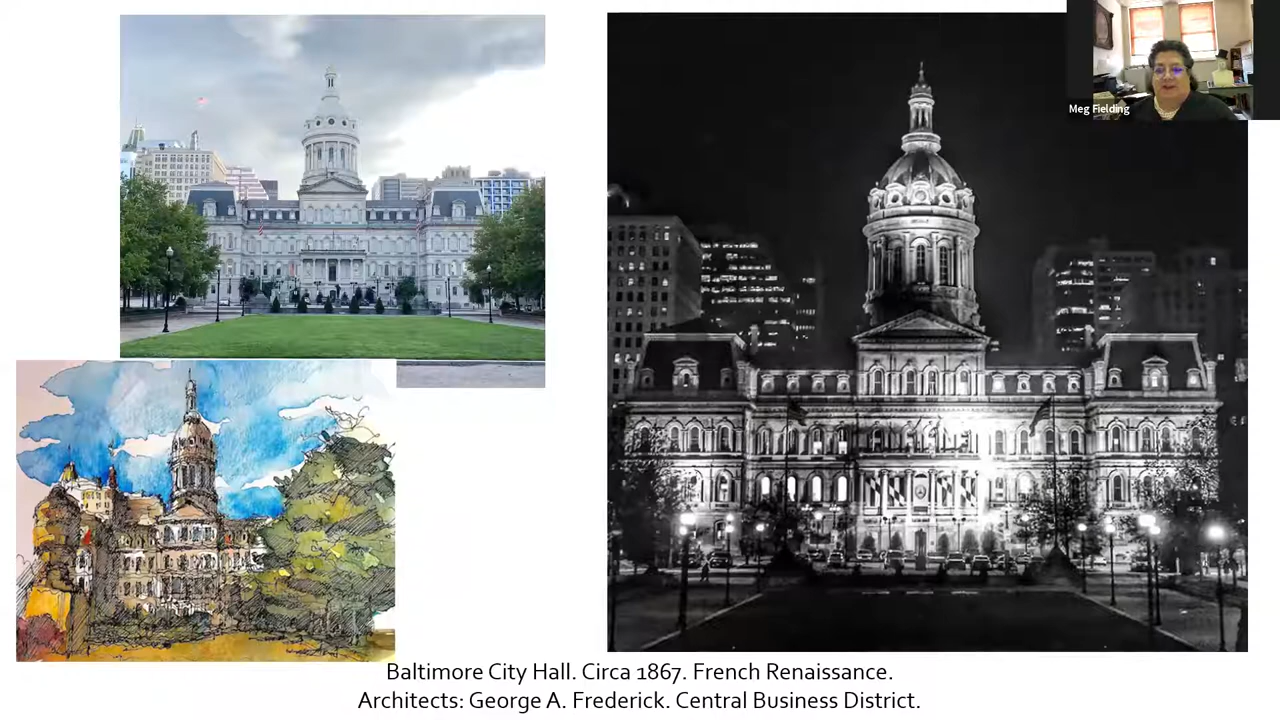 Meg Fielding
Baltimore City Hall. Circa 1867. French Renaissance.
Architects: George A. Frederick. Central Business District.